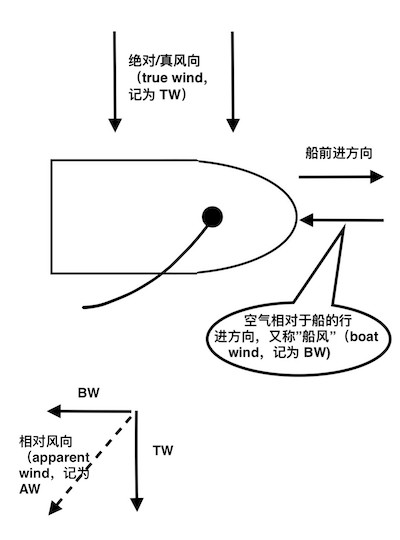 绝对/真风向
（true wind,
记为 TW）
船前进方向
空气相对于船的行
进方向，又称”船风”（boat
wind，记为 BW)
BW
相对风向
（apparent
wind，记为
AW
TW